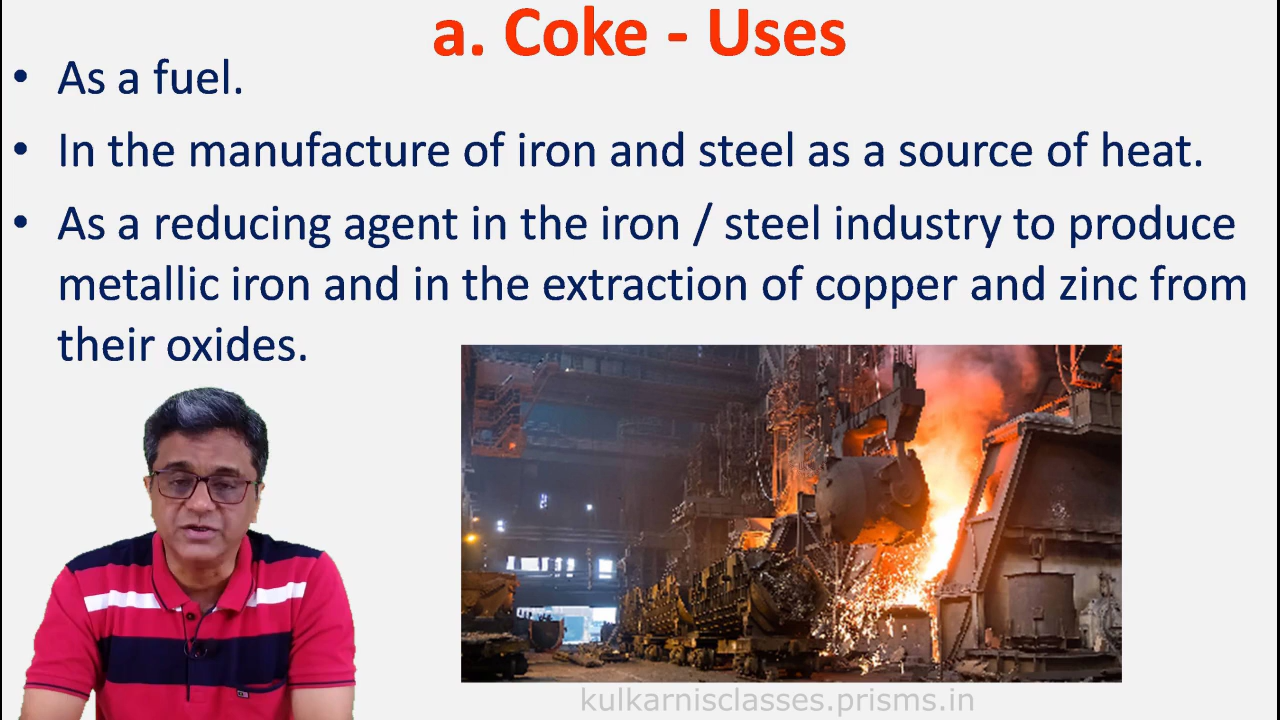 a. Coke - Uses
• As a fuel.
• In the manufacture of iron and steel as a source of heat.
• As a reducing agent in the iron / steel industry to produce
metallic iron and in the extraction of copper and zinc from
their oxides.
kulkarnisclasses.prisms.in